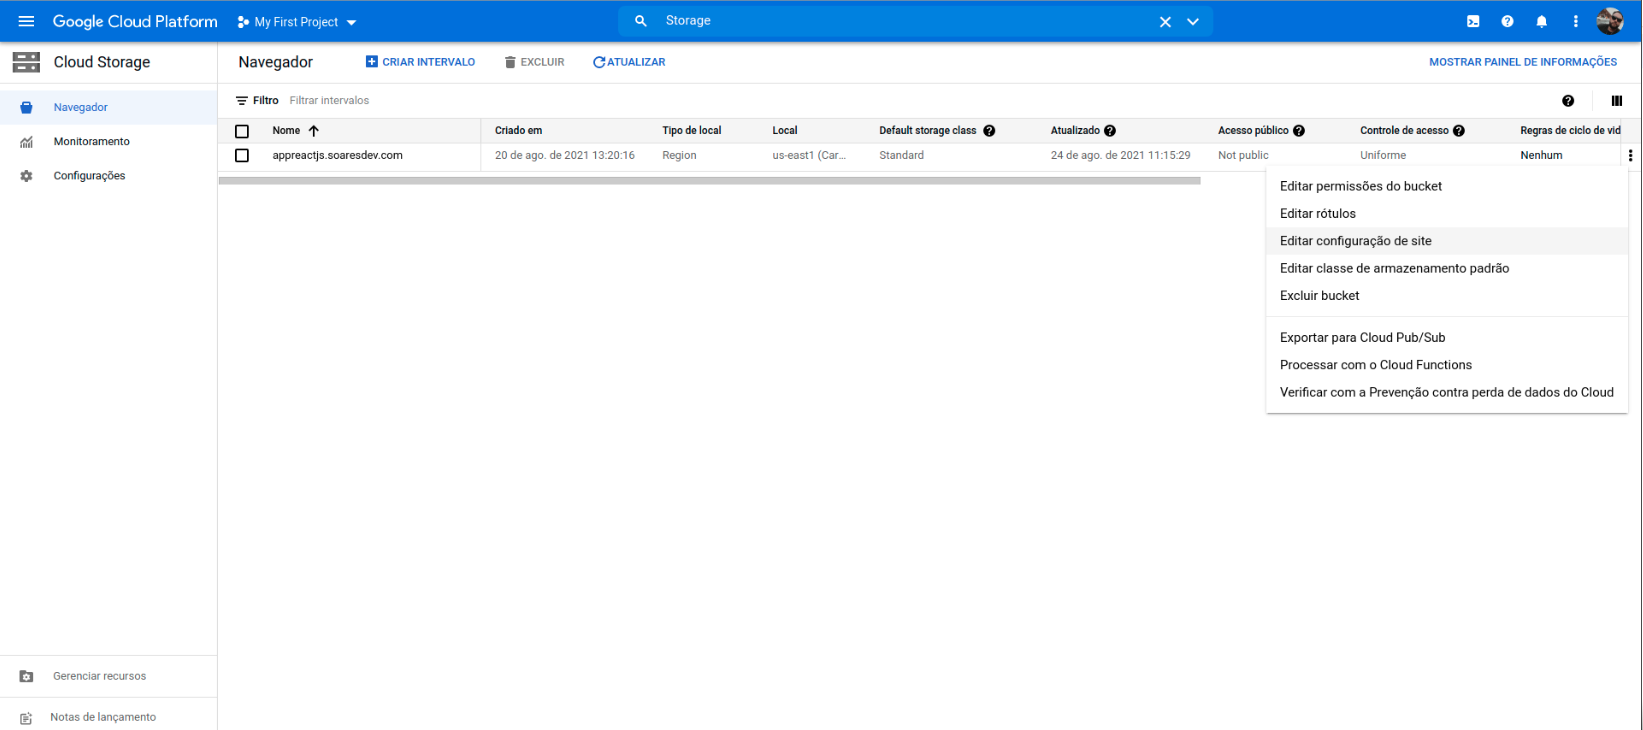 Google Cloud Platform My First Project Storage
Cloud Storage Navegador CRIAR INTERVALO EXCLUIR ATUALIZAR MOSTRAR PAINEL DE INFORMAÇÕES
Navegador
Monitoramento
Configurações
Filtro Filtrar intervalos
Nome Criado em Tipo de local Local Default storage class Atualizado Acesso público Controle de acesso Regras de ciclo de vid
appreactjs.soaresdev.com 20 de ago. de 2021 13:20:16 Region us-east1 (Car... Standard 24 de ago. de 2021 11:15:29 Not public Uniforme Nenhum
Editar permissões do bucket
Editar rótulos
Editar configuração de site
Editar classe de armazenamento padrão
Excluir bucket
Exportar para Cloud Pub/Sub
Processar com o Cloud Functions
Verificar com a Prevenção contra perda de dados do Cloud
Gerenciar recursos
Notas de lançamento